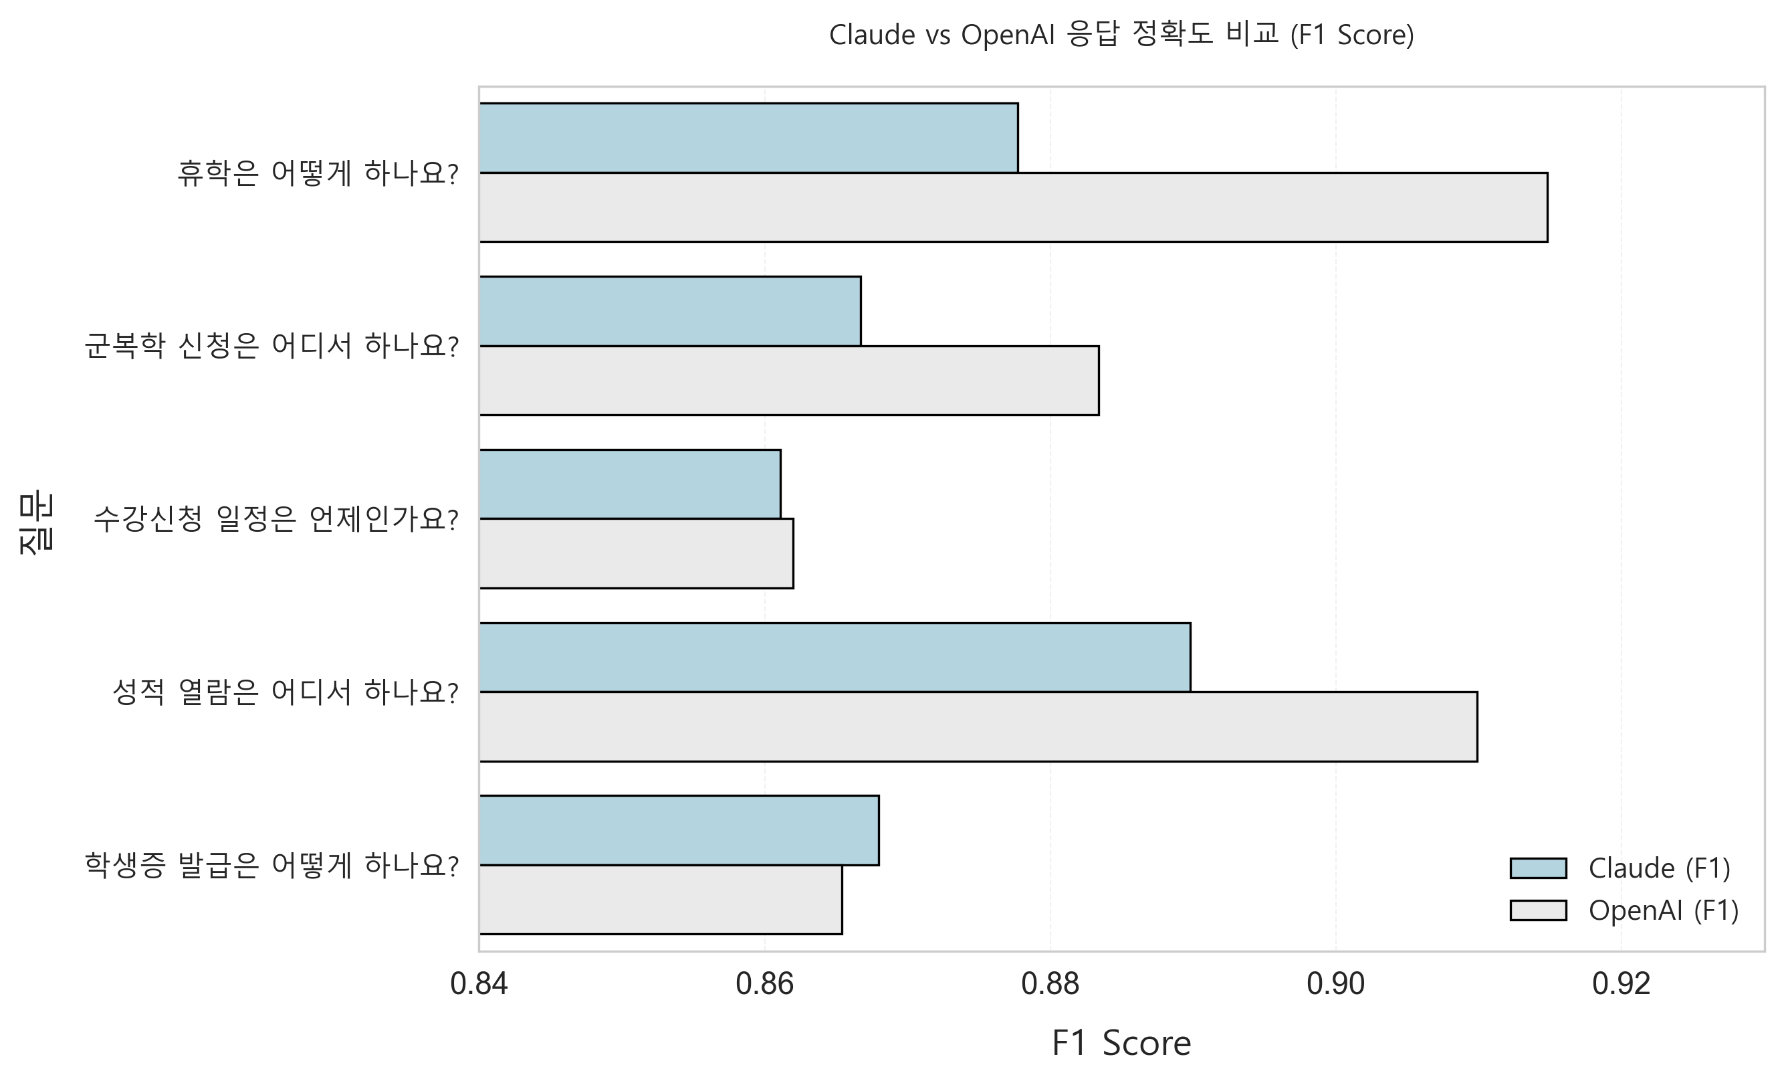 Claude vs OpenAI 응답 정확도 비교 (F1 Score)
휴학은 어떻게 하나요?
군복학 신청은 어디서 하나요?
수강신청 일정은 언제인가요?
성적 열람은 어디서 하나요?
학생증 발급은 어떻게 하나요?
질문
Claude (F1)
OpenAI (F1)
0.84 0.86 0.88 0.90 0.92
F1 Score